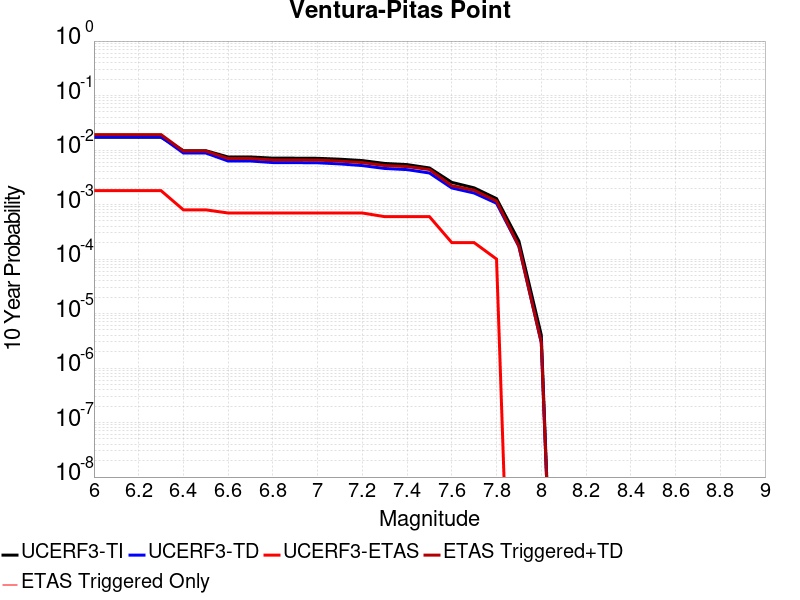 Ventura-Pitas Point
10 Year Probability
10^0
10^-1
10^-2
10^-3
10^-4
10^-5
10^-6
10^-7
10^-8
6 6.2 6.4 6.6 6.8 7 7.2 7.4 7.6 7.8 8 8.2 8.4 8.6 8.8 9
Magnitude
UCERF3-TI UCERF3-TD UCERF3-ETAS ETAS Triggered+TD
ETAS Triggered Only